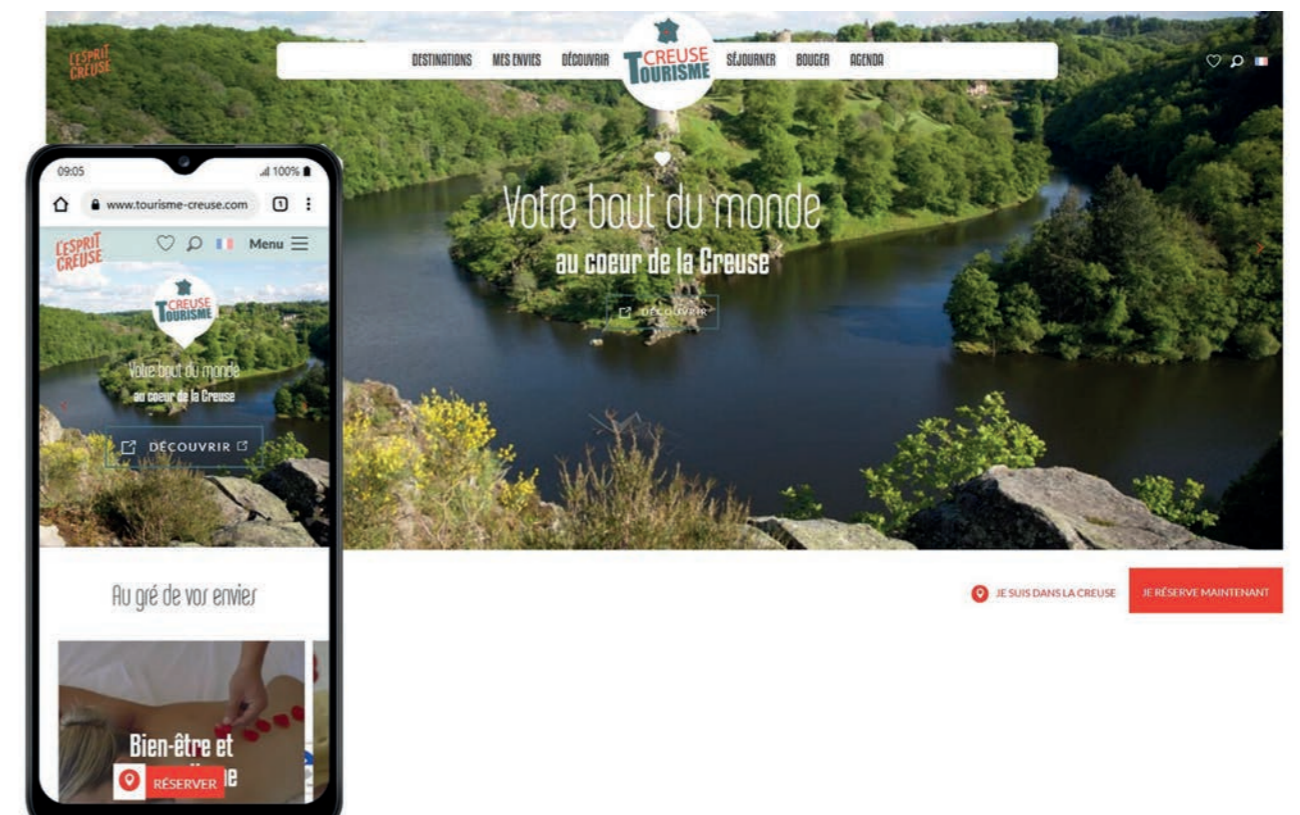 L'ESPRIT
CREUSE
DESTINATIONS MES ENVIES DÉCOUVRIR
CREUSE
TOURISME
SÉJOURNER BOUGER AGENDA
Votre bout du monde
au coeur de la Creuse
DÉCOUVRIR
JE SUIS DANS LA CREUSE
JE RÉSERVE MAINTENANT
09:05
100%
www.tourisme-creuse.com
1
L'ESPRIT
CREUSE
Menu
CREUSE
TOURISME
Votre bout du monde
au coeur de la Creuse
DÉCOUVRIR
Au gré de vos envies
Bien-être et
RÉSERVER